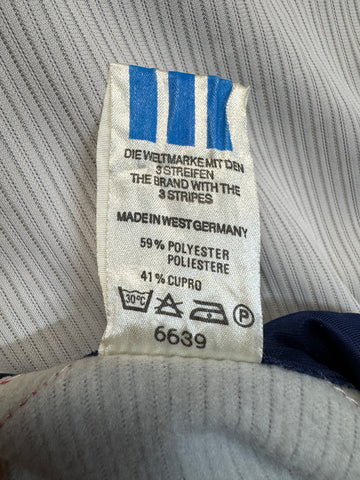 DIE WELTMARKE MIT DEN
3 STREIFEN
THE BRAND WITH THE
3 STRIPES
MADE IN WEST GERMANY
59% POLYESTER
POLIESTERE
41% CUPRO
30°C P
6639